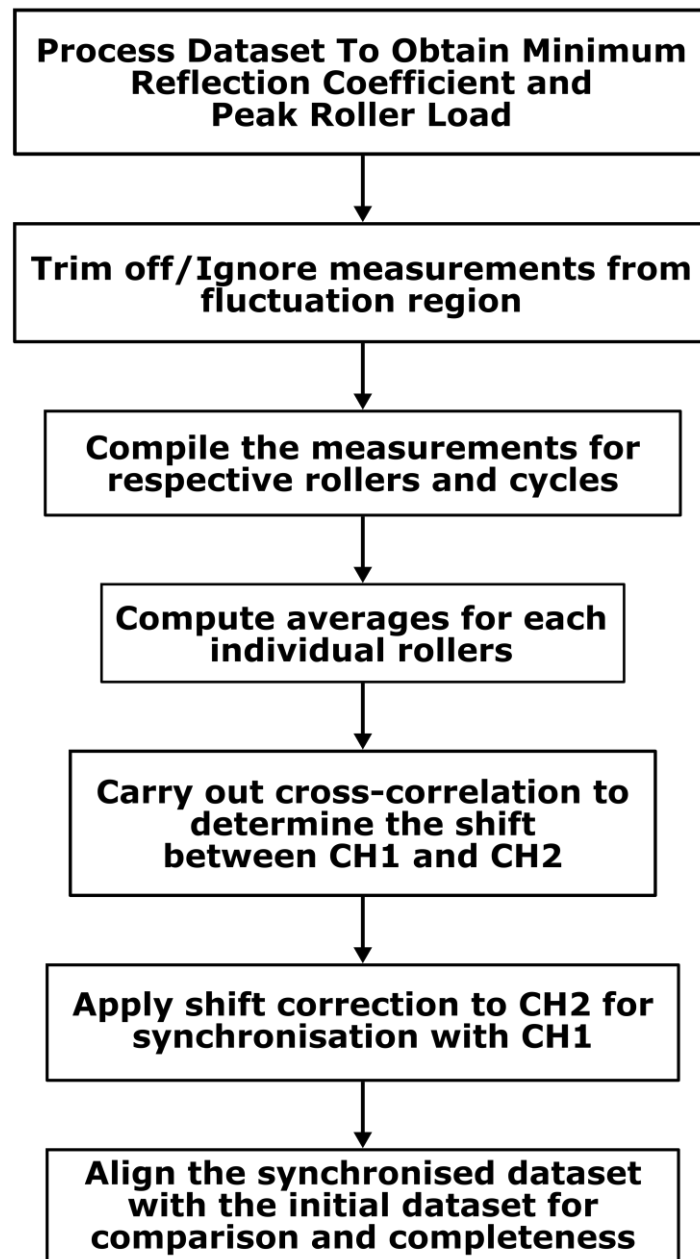 Process Dataset To Obtain Minimum
Reflection Coefficient and
Peak Roller Load
Trim off/Ignore measurements from
fluctuation region
Compile the measurements for
respective rollers and cycles
Compute averages for each
individual rollers
Carry out cross-correlation to
determine the shift
between CH1 and CH2
Apply shift correction to CH2 for
synchronisation with CH1
Align the synchronised dataset
with the initial dataset for
comparison and completeness